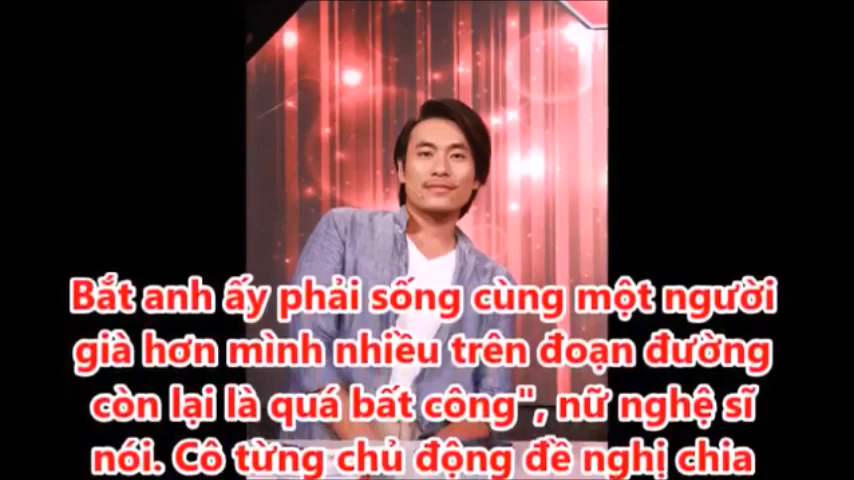 Bắt anh ấy phải sống cùng một người
già hơn mình nhiều trên đoạn đường
còn lại là quá bất công", nữ nghệ sĩ
nói. Cô từng chủ động đề nghị chia